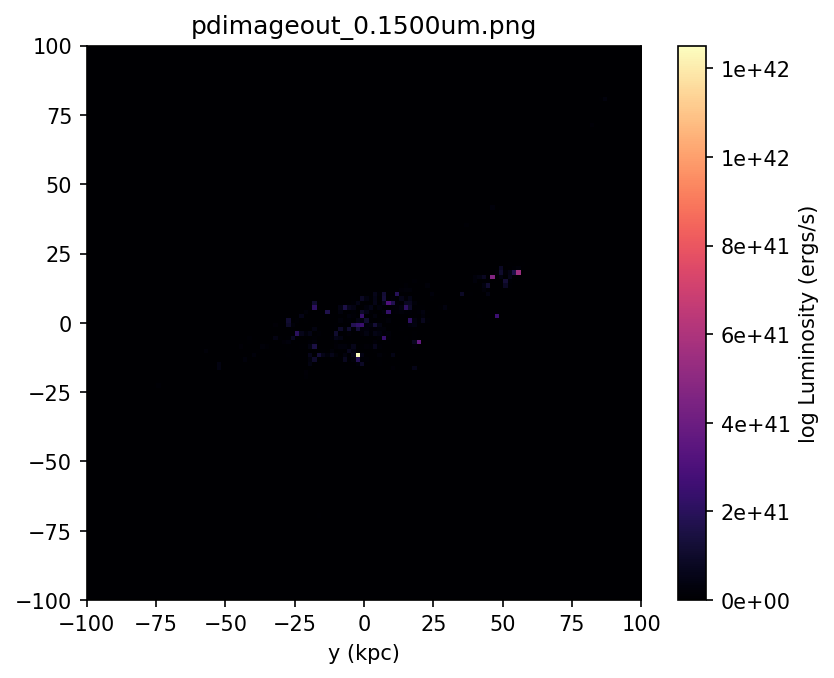 pdimageout_0.1500um.png
100
75
50
25
0
−25
−50
−75
−100
−100 −75 −50 −25 0 25 50 75 100
y (kpc)
1e+42
1e+42
8e+41
6e+41
4e+41
2e+41
0e+00
log Luminosity (ergs/s)